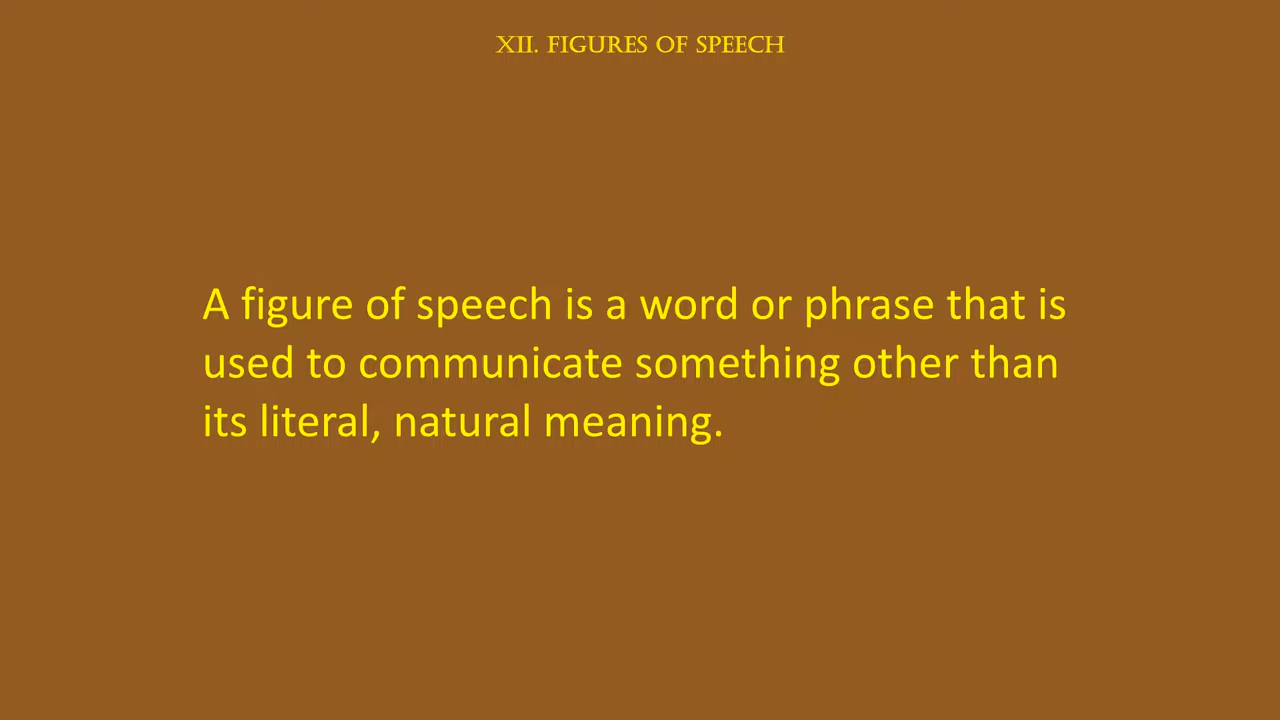 XII. FIGURES OF SPEECH
A figure of speech is a word or phrase that is
used to communicate something other than
its literal, natural meaning.